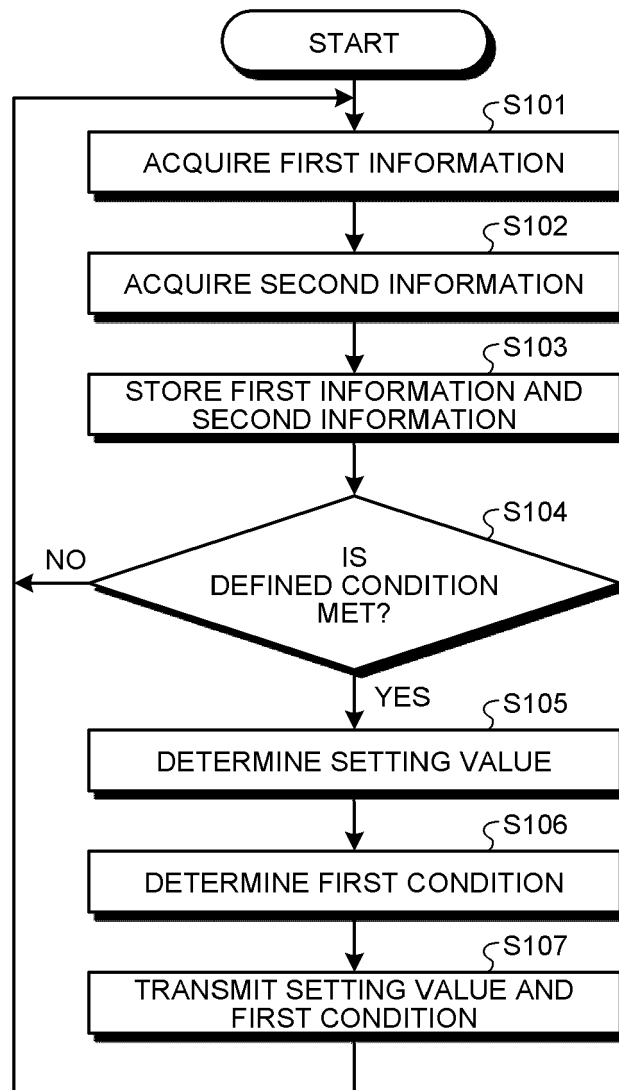 START
S101
ACQUIRE FIRST INFORMATION
S102
ACQUIRE SECOND INFORMATION
S103
STORE FIRST INFORMATION AND
SECOND INFORMATION
S104
NO
IS
DEFINED CONDITION
MET?
YES
S105
DETERMINE SETTING VALUE
S106
DETERMINE FIRST CONDITION
S107
TRANSMIT SETTING VALUE AND
FIRST CONDITION